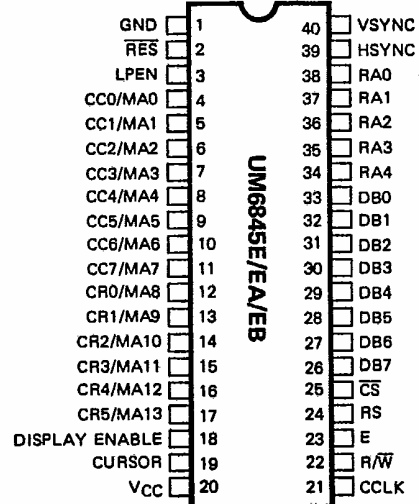 GND 1 40 VSYNC
R̅E̅S̅ 2 39 HSYNC
LPEN 3 38 RA0
CC0/MA0 4 37 RA1
CC1/MA1 5 36 RA2
CC2/MA2 6 35 RA3
CC3/MA3 7 34 RA4
CC4/MA4 8 33 DB0
CC5/MA5 9 32 DB1
CC6/MA6 10 31 DB2
CC7/MA7 11 30 DB3
CR0/MA8 12 29 DB4
CR1/MA9 13 28 DB5
CR2/MA10 14 27 DB6
CR3/MA11 15 26 DB7
CR4/MA12 16 25 C̅S̅
CR5/MA13 17 24 RS
DISPLAY ENABLE 18 23 E
CURSOR 19 22 R/W̅
VCC 20 21 CCLK
UM6845E/EA/EB